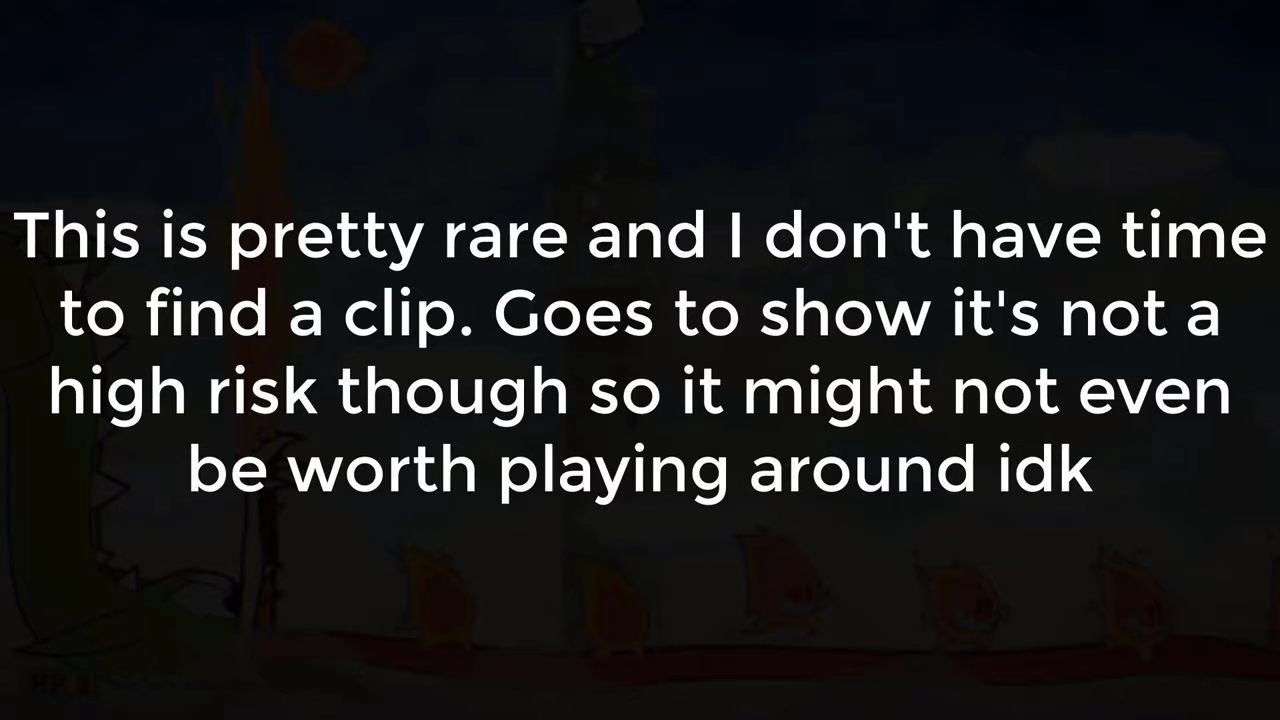 This is pretty rare and I don't have time
to find a clip. Goes to show it's not a
high risk though so it might not even
be worth playing around idk